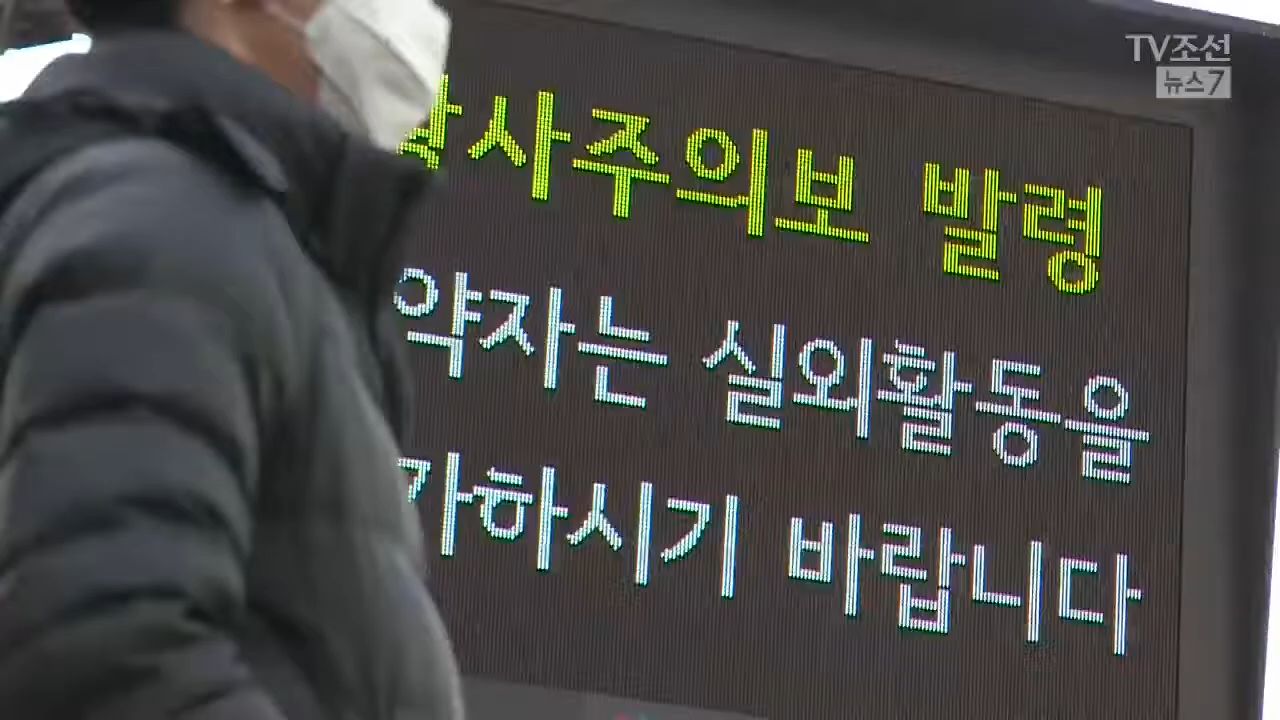 TV조선
뉴스7
사주의보 발령
약자는 실외활동을
가하시기 바랍니다